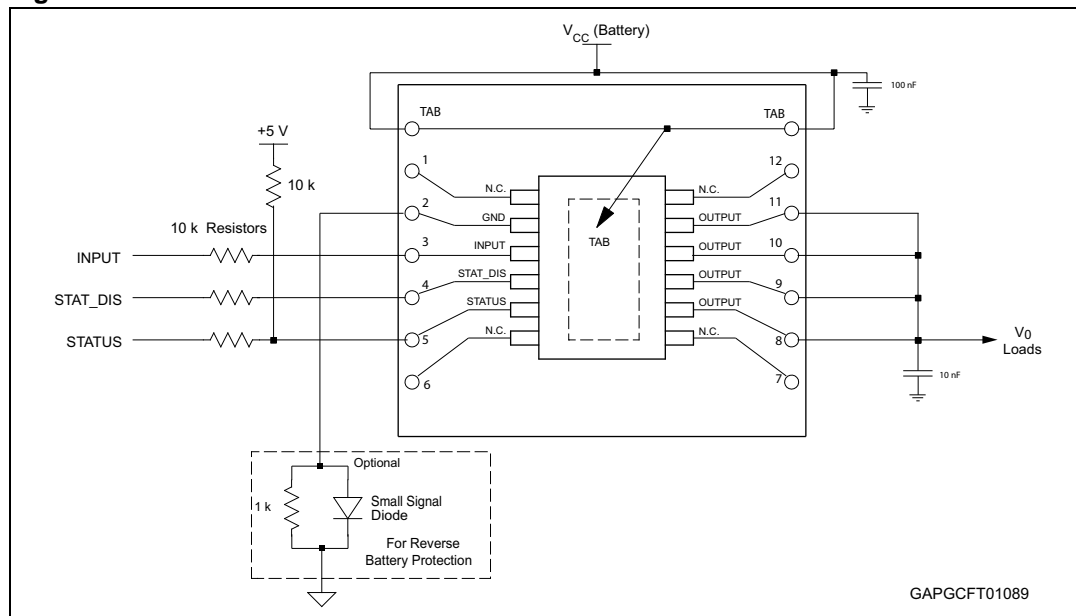 V_CC (Battery)
100 nF
TAB
TAB
+5 V
10 k
1
12
N.C.
N.C.
2
11
GND
OUTPUT
10 k Resistors
3
10
INPUT
INPUT
TAB
OUTPUT
4
9
STAT_DIS
STAT_DIS
OUTPUT
STATUS
STATUS
OUTPUT
5
8
V0
Loads
N.C.
N.C.
6
7
10 nF
Optional
1 k
Small Signal
Diode
For Reverse
Battery Protection
GAPGCFT01089